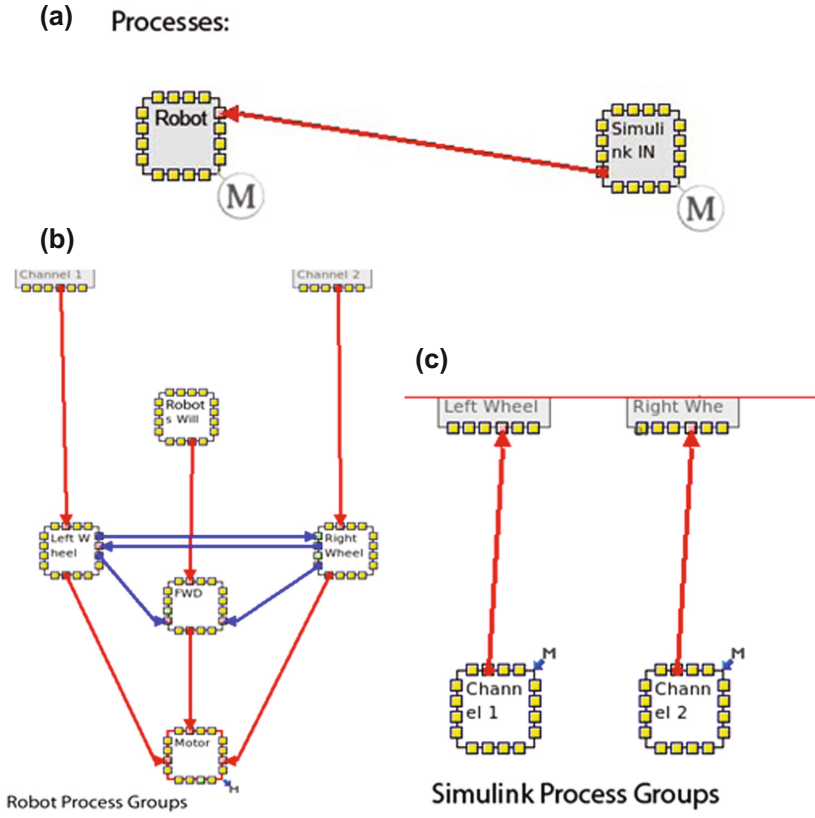 (a) Processes:
Robot
Simuli
nk IN
M
M
(b)
Channel 1
Channel 2
Robot
s Will
Left W
heel
Right
Wheel
FWD
Motor
M
Robot Process Groups
(c)
Left Wheel
Right Whe
M
M
Chann
el 1
Chann
el 2
Simulink Process Groups